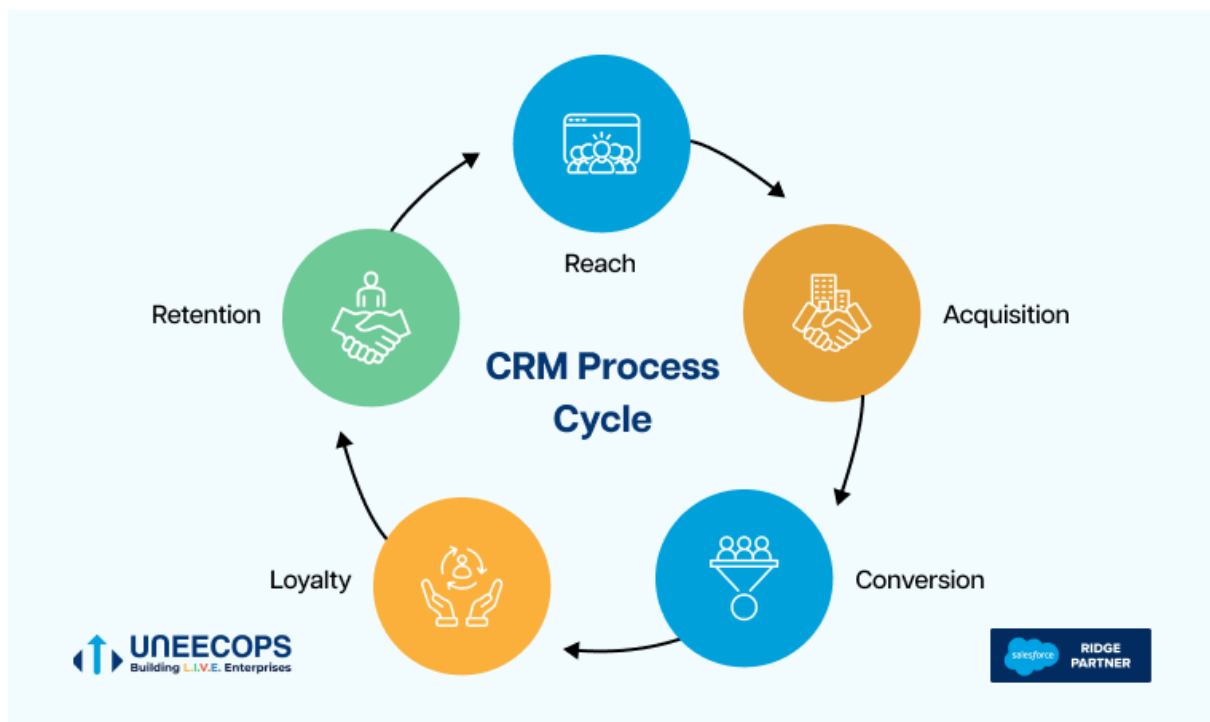 Reach
Retention
Acquisition
CRM Process
Cycle
Loyalty
Conversion
UNEECOPS
Building L.I.V.E. Enterprises
salesforce
RIDGE
PARTNER